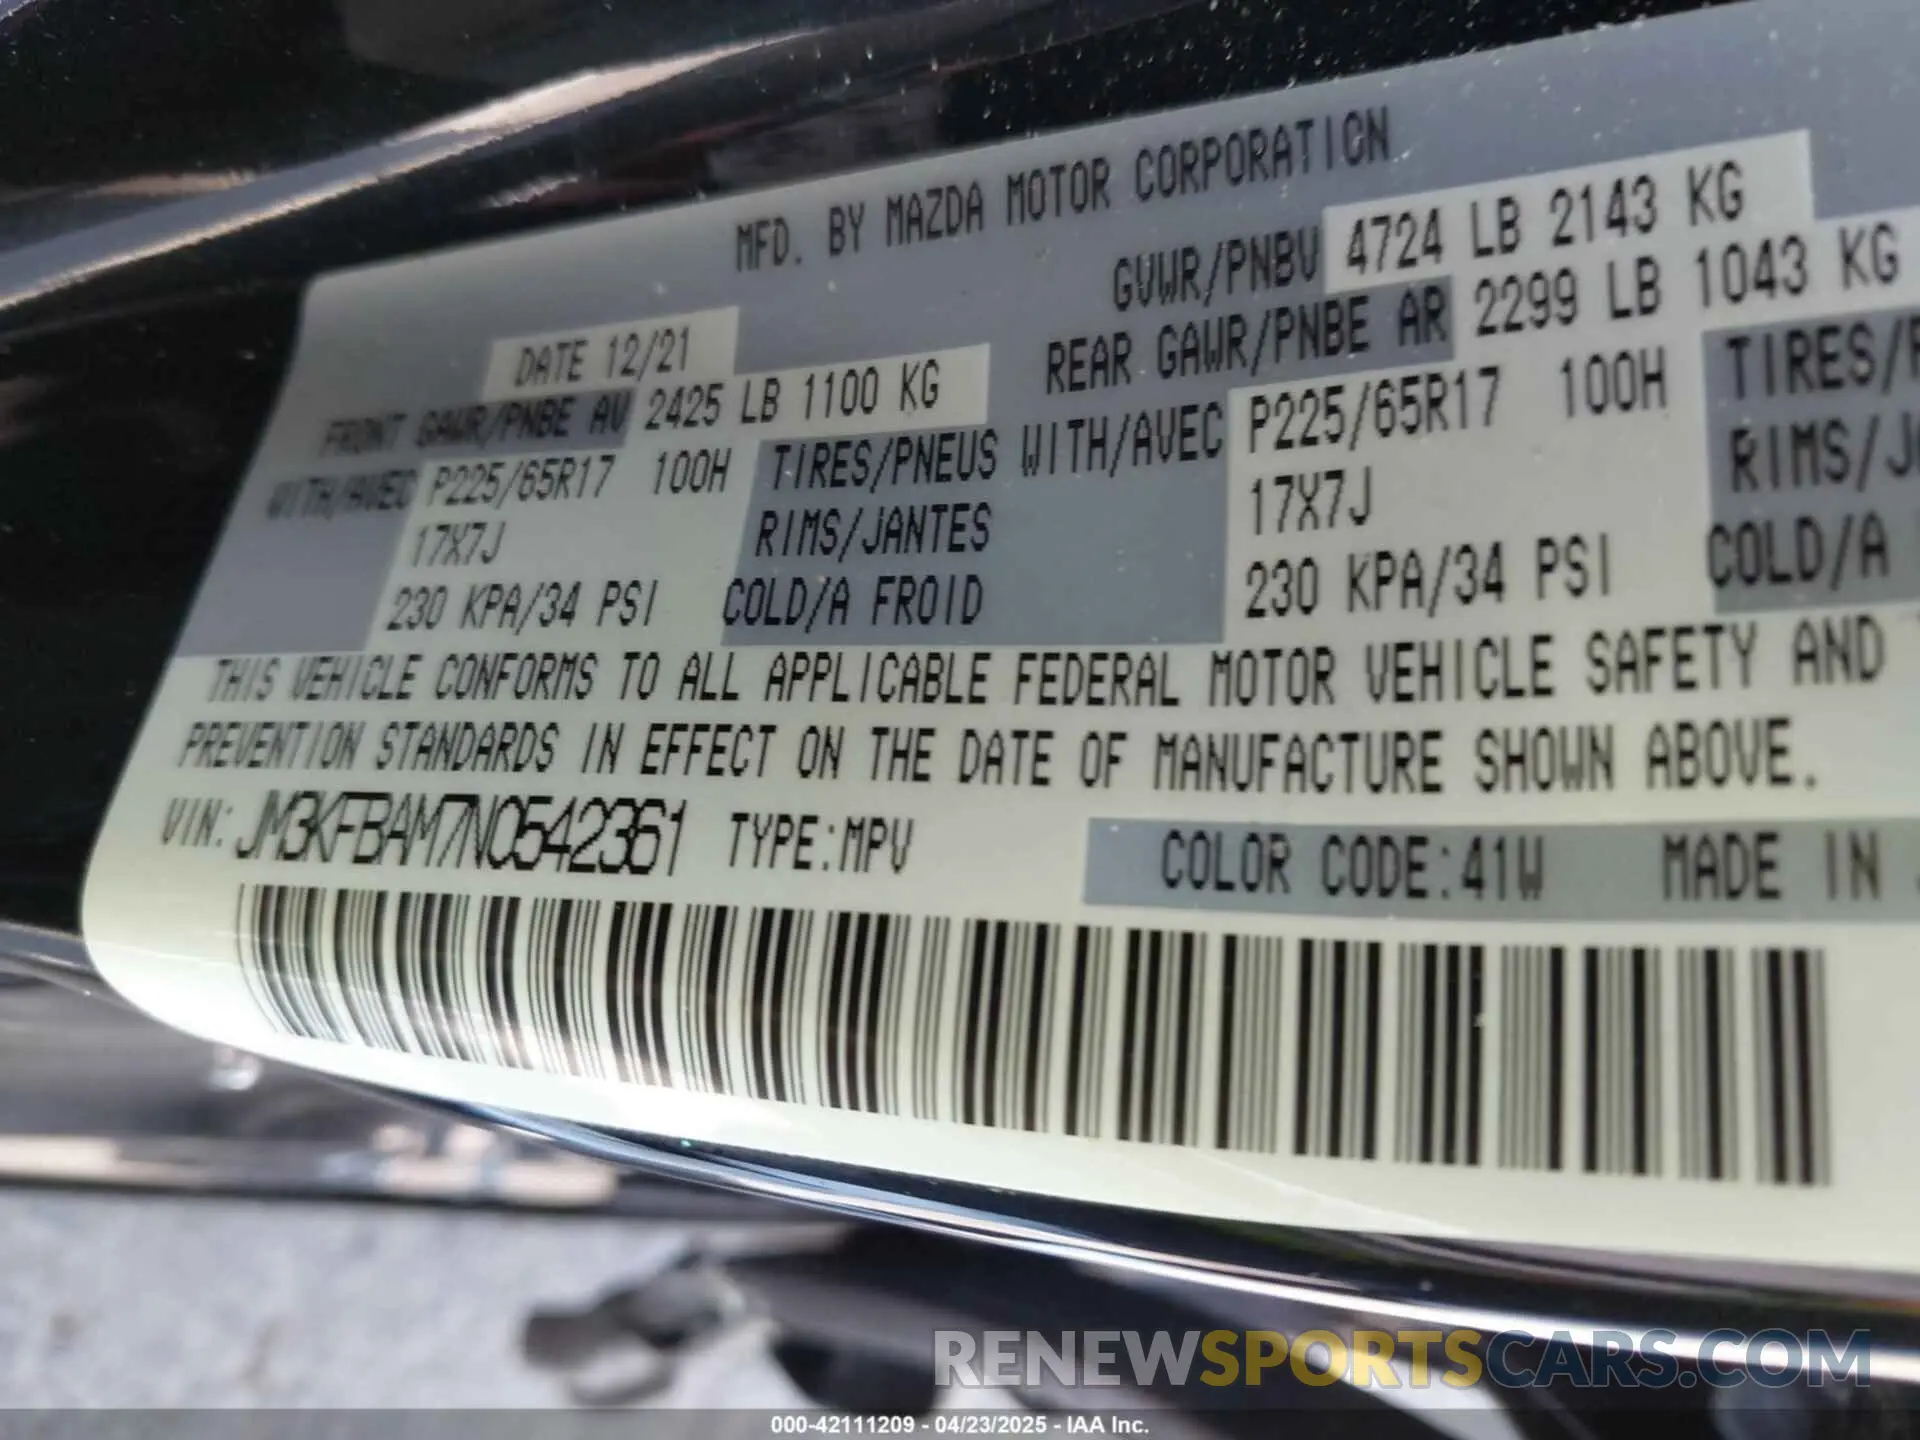 MFD. BY MAZDA MOTOR CORPORATION
DATE 12/21 GVWR/PNBV 4724 LB 2143 KG
FRONT GAWR/PNBE AV 2425 LB 1100 KG REAR GAWR/PNBE AR 2299 LB 1043 KG
WITH/AVEC P225/65R17 100H TIRES/PNEUS WITH/AVEC P225/65R17 100H TIRES/
17X7J RIMS/JANTES 17X7J RIMS/J
230 KPA/34 PSI COLD/A FROID 230 KPA/34 PSI COLD/A
THIS VEHICLE CONFORMS TO ALL APPLICABLE FEDERAL MOTOR VEHICLE SAFETY AND
PREVENTION STANDARDS IN EFFECT ON THE DATE OF MANUFACTURE SHOWN ABOVE.
VIN: JM3KFBAM7N0542361 TYPE:MPV COLOR CODE:41W MADE IN
RENEWSPORTSCARS.COM
000-42111209 - 04/23/2025 - IAA Inc.